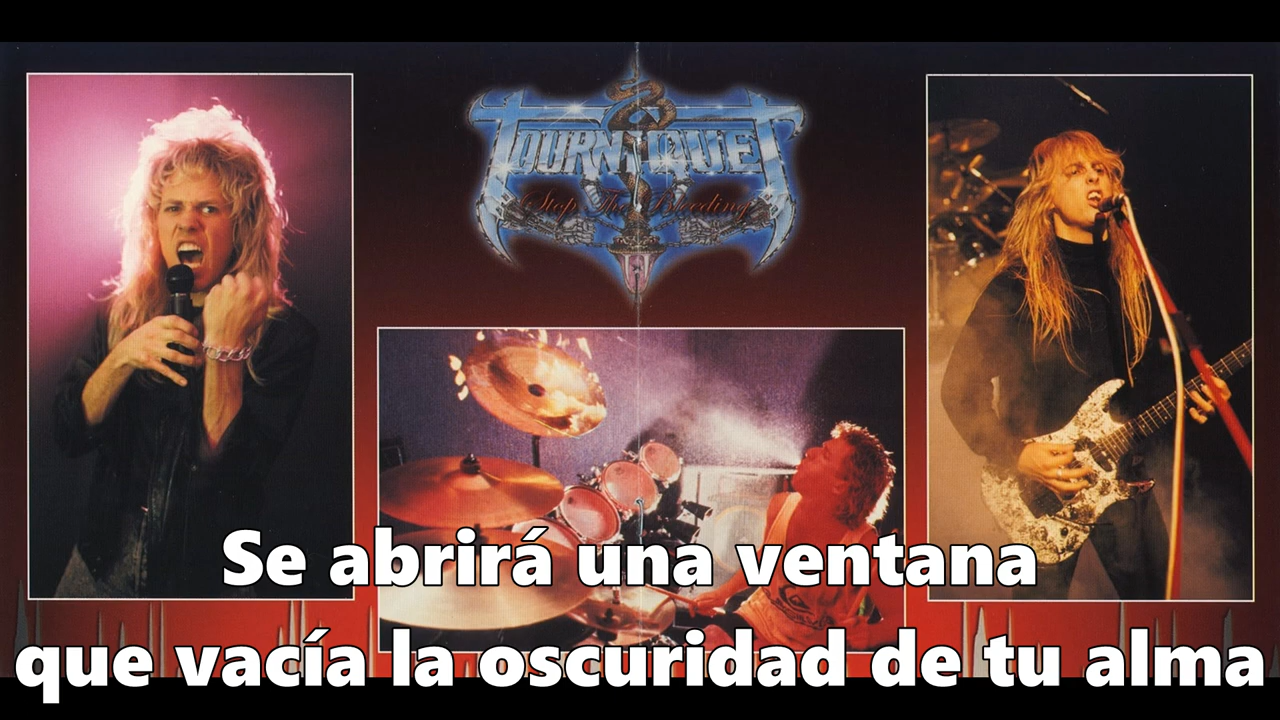 TOURNIQUET
Stop The Bleeding
Se abrirá una ventana
que vacía la oscuridad de tu alma